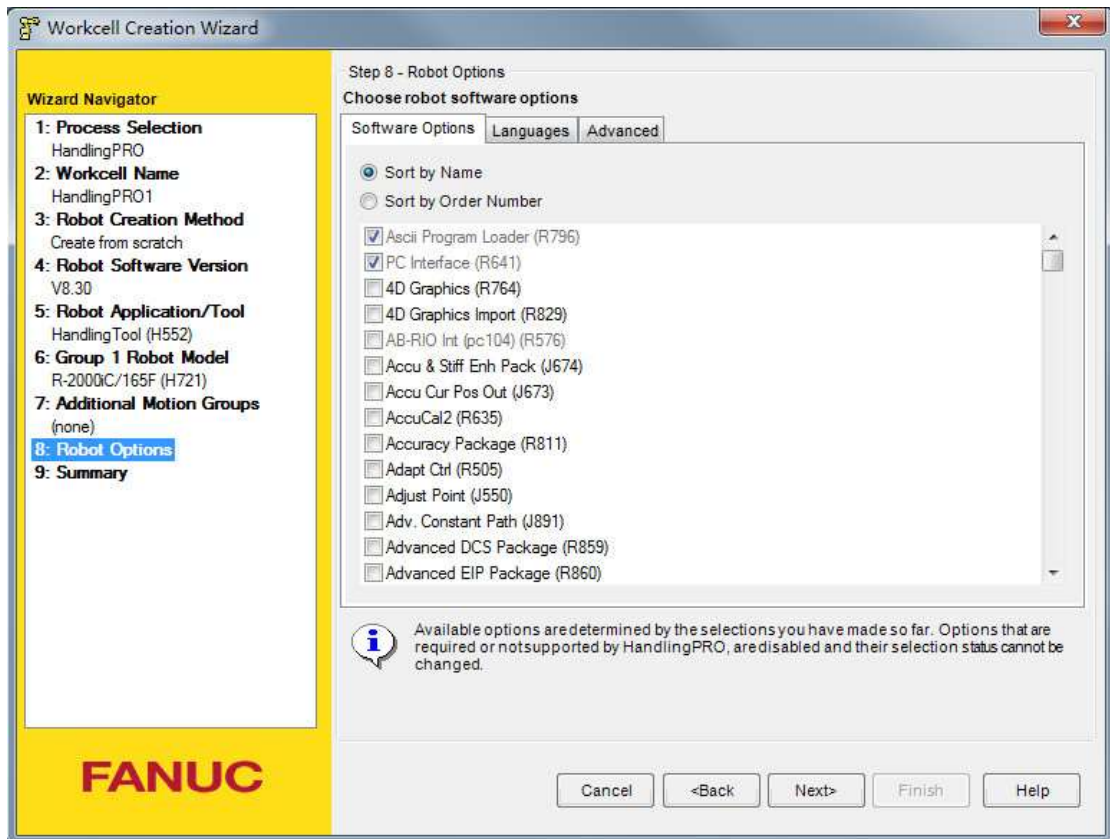 Workcell Creation Wizard
X
Wizard Navigator
1: Process Selection
HandlingPRO
2: Workcell Name
HandlingPRO1
3: Robot Creation Method
Create from scratch
4: Robot Software Version
V8.30
5: Robot Application/Tool
HandlingTool (H552)
6: Group 1 Robot Model
R-2000iC/165F (H721)
7: Additional Motion Groups
(none)
8: Robot Options
9: Summary
FANUC
Step 8 - Robot Options
Choose robot software options
Software Options Languages Advanced
Sort by Name
Sort by Order Number
Ascii Program Loader (R796)
PC Interface (R641)
4D Graphics (R764)
4D Graphics Import (R829)
AB-RIO Int (pc104) (R576)
Accu & Stiff Enh Pack (J674)
Accu Cur Pos Out (J673)
AccuCal2 (R635)
Accuracy Package (R811)
Adapt Ctrl (R505)
Adjust Point (J550)
Adv. Constant Path (J891)
Advanced DCS Package (R859)
Advanced EIP Package (R860)
Available options are determined by the selections you have made so far. Options that are
required or not supported by HandlingPRO, are disabled and their selection status cannot be
changed.
Cancel <Back Next> Finish Help